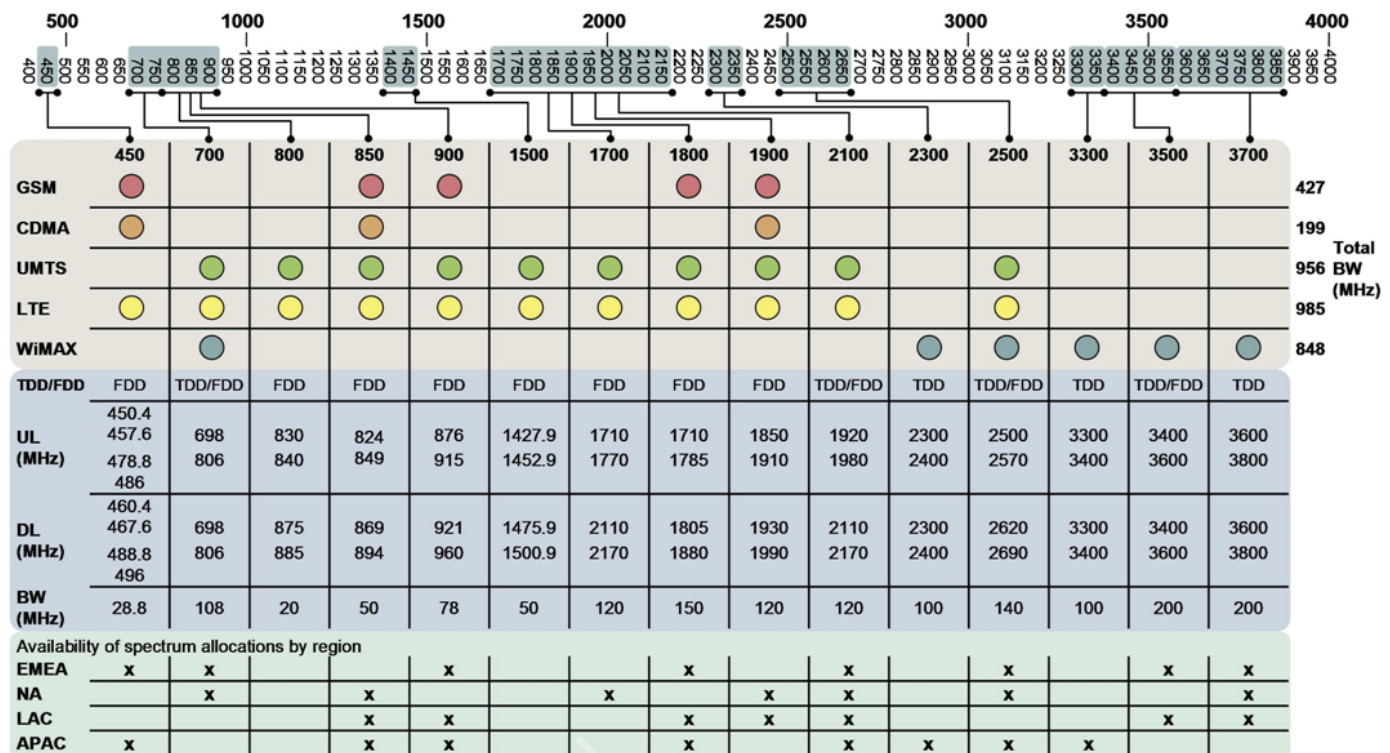 500 1000 1500 2000 2500 3000 3500 4000
400 450 500 550 600 650 700 750 800 850 900 950 1000 1050 1100 1150 1200 1250 1300 1350 1400 1450 1500 1550 1600 1650 1700 1750 1800 1850 1900 1950 2000 2050 2100 2150 2200 2250 2300 2350 2400 2450 2500 2550 2600 2650 2700 2750 2800 2850 2900 2950 3000 3050 3100 3150 3200 3250 3300 3350 3400 3450 3500 3550 3600 3650 3700 3750 3800 3850 3900 3950 4000
450 700 800 850 900 1500 1700 1800 1900 2100 2300 2500 3300 3500 3700
GSM 427
CDMA 199
UMTS 956
LTE 985
WiMAX 848
Total
BW
(MHz)
TDD/FDD FDD TDD/FDD FDD FDD FDD FDD FDD FDD FDD TDD/FDD TDD TDD/FDD TDD TDD/FDD TDD
450.4
UL 457.6 698 830 824 876 1427.9 1710 1710 1850 1920 2300 2500 3300 3400 3600
(MHz) 478.8 806 840 849 915 1452.9 1770 1785 1910 1980 2400 2570 3400 3600 3800
486
460.4
DL 467.6 698 875 869 921 1475.9 2110 1805 1930 2110 2300 2620 3300 3400 3600
(MHz) 488.8 806 885 894 960 1500.9 2170 1880 1990 2170 2400 2690 3400 3600 3800
496
BW
(MHz) 28.8 108 20 50 78 50 120 150 120 120 100 140 100 200 200
Availability of spectrum allocations by region
EMEA x x x x x x x x
NA x x x x x x x
LAC x x x x x x x
APAC x x x x x x x x